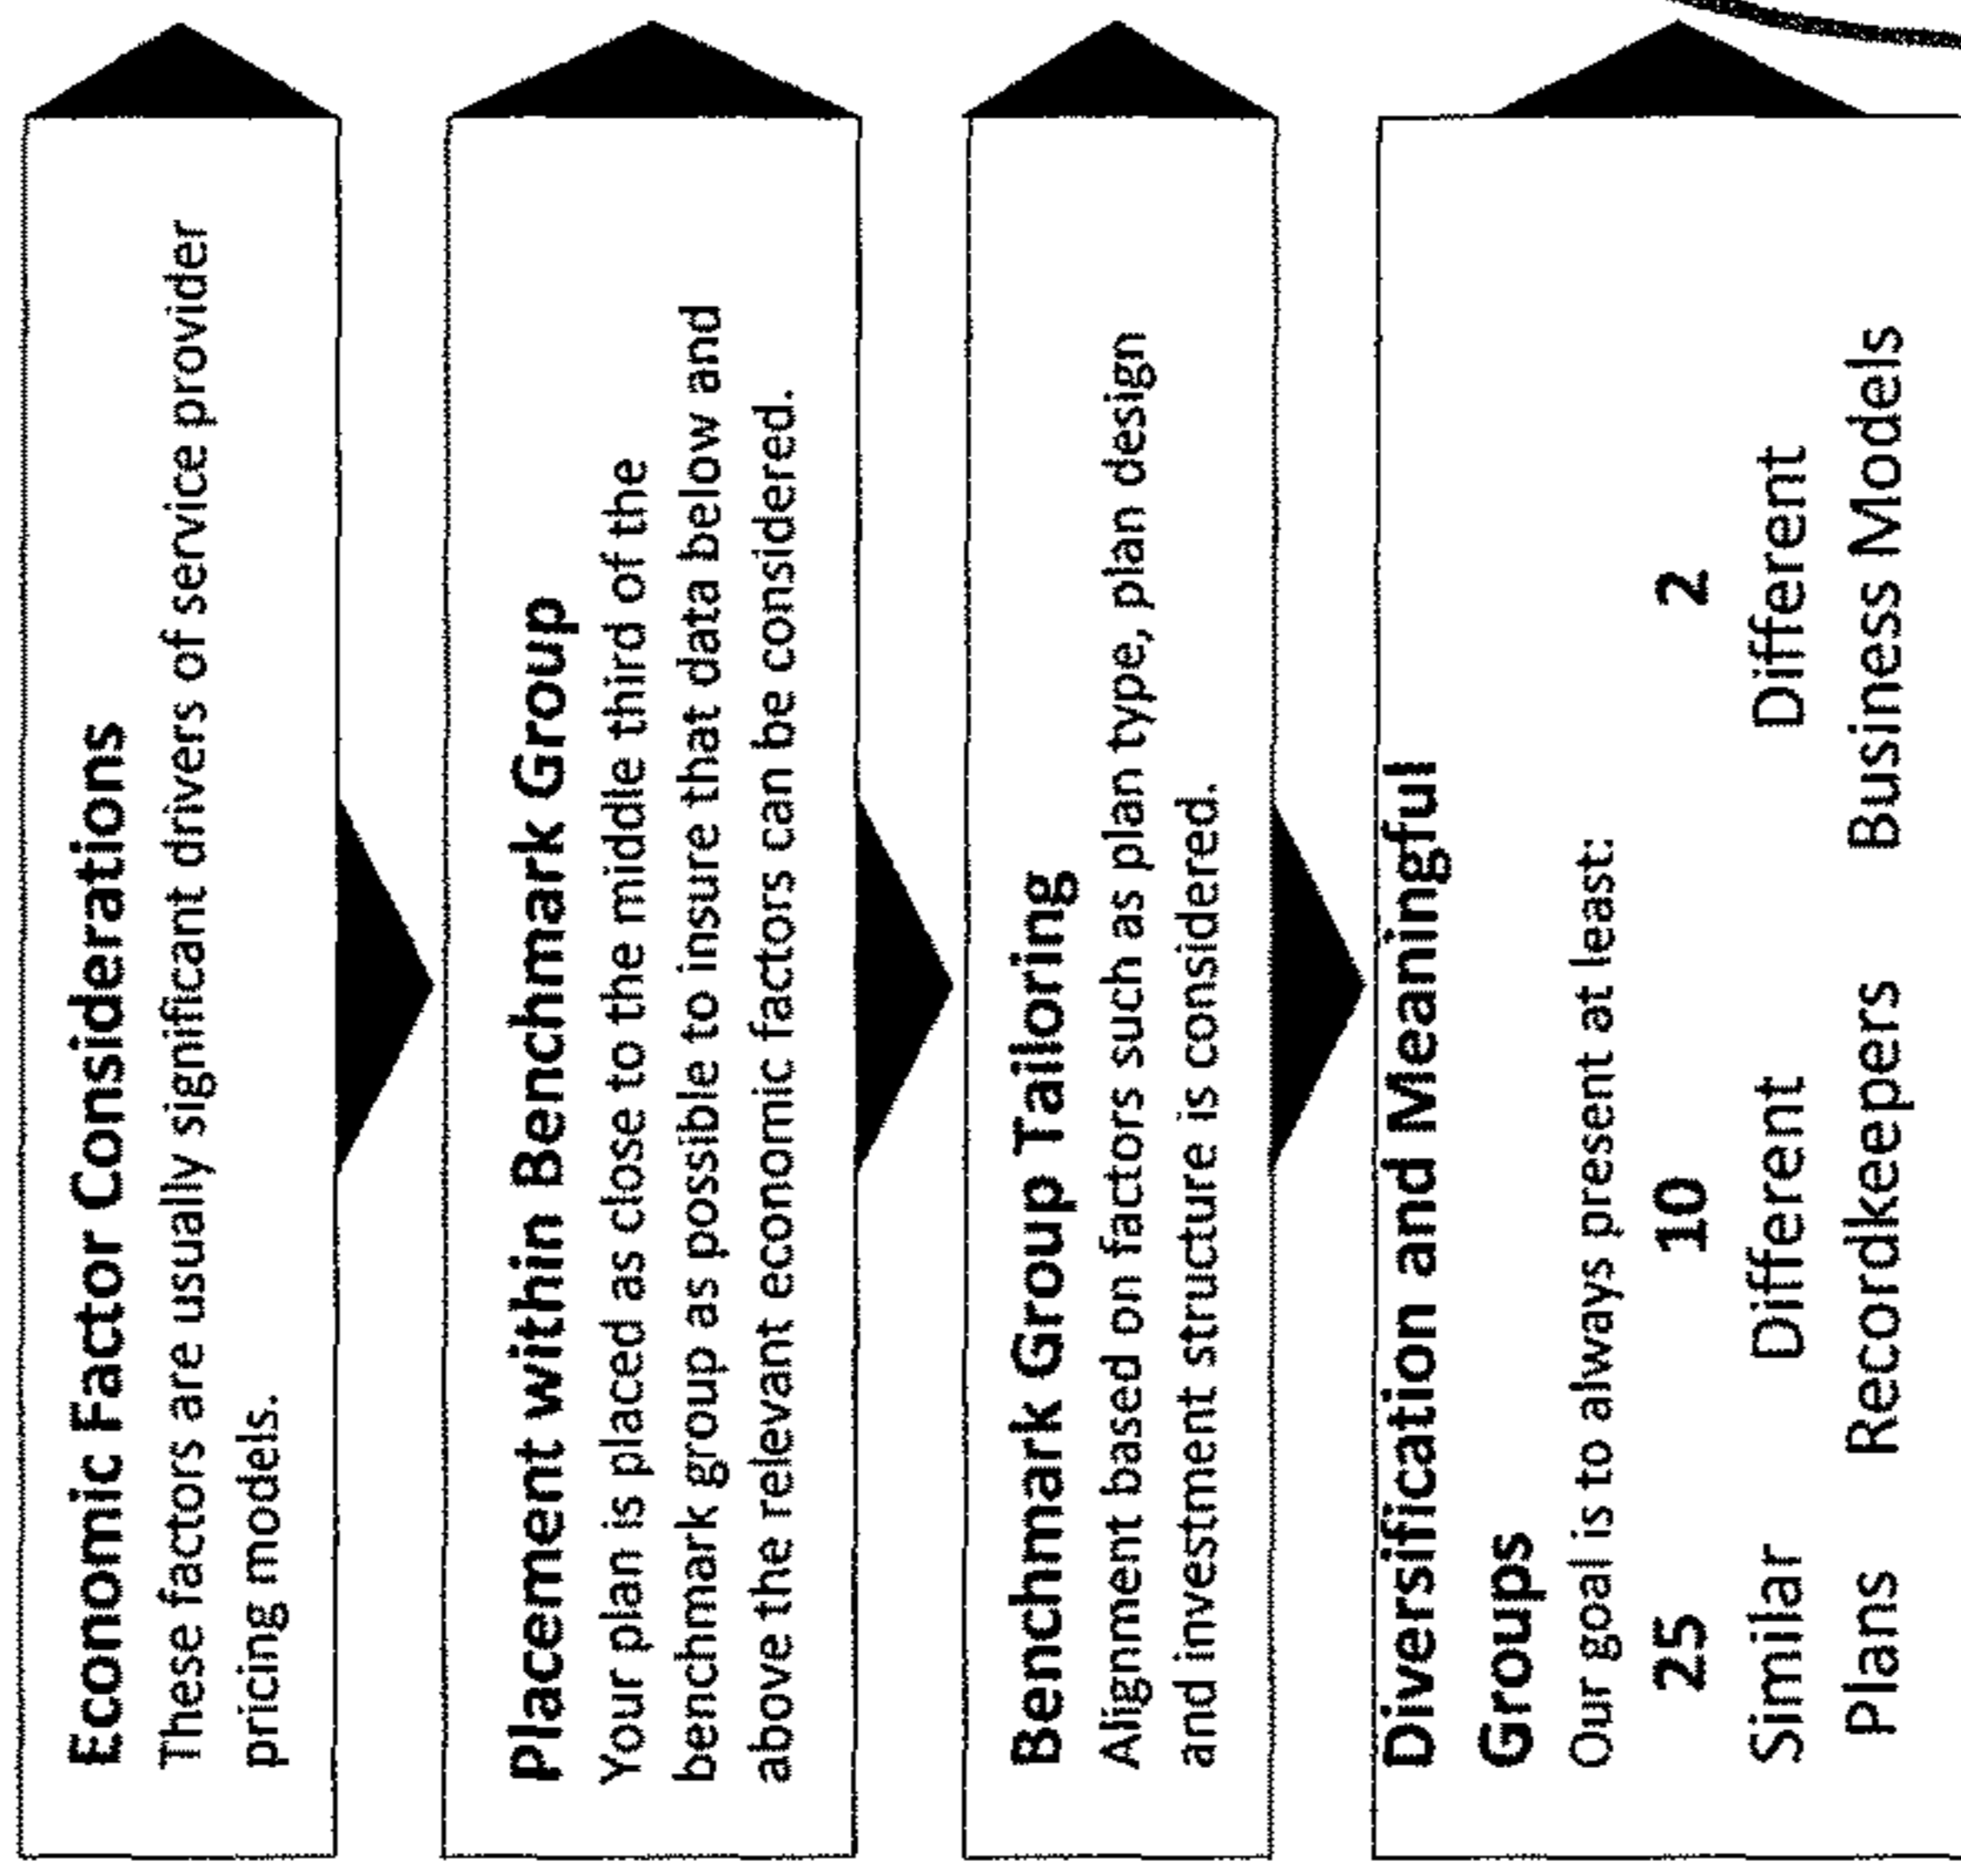 Economic Factor Considerations
These factors are usually significant drivers of service provider
pricing models.
Placement within Benchmark Group
Your plan is placed as close to the middle third of the
benchmark group as possible to insure that data below and
above the relevant economic factors can be considered.
Benchmark Group Tailoring
Alignment based on factors such as plan type, plan design
and investment structure is considered.
Diversification and Meaningful
Groups
Our goal is to always present at least:
25 10 2
Similar Different Different
Plans Recordkeepers Business Models